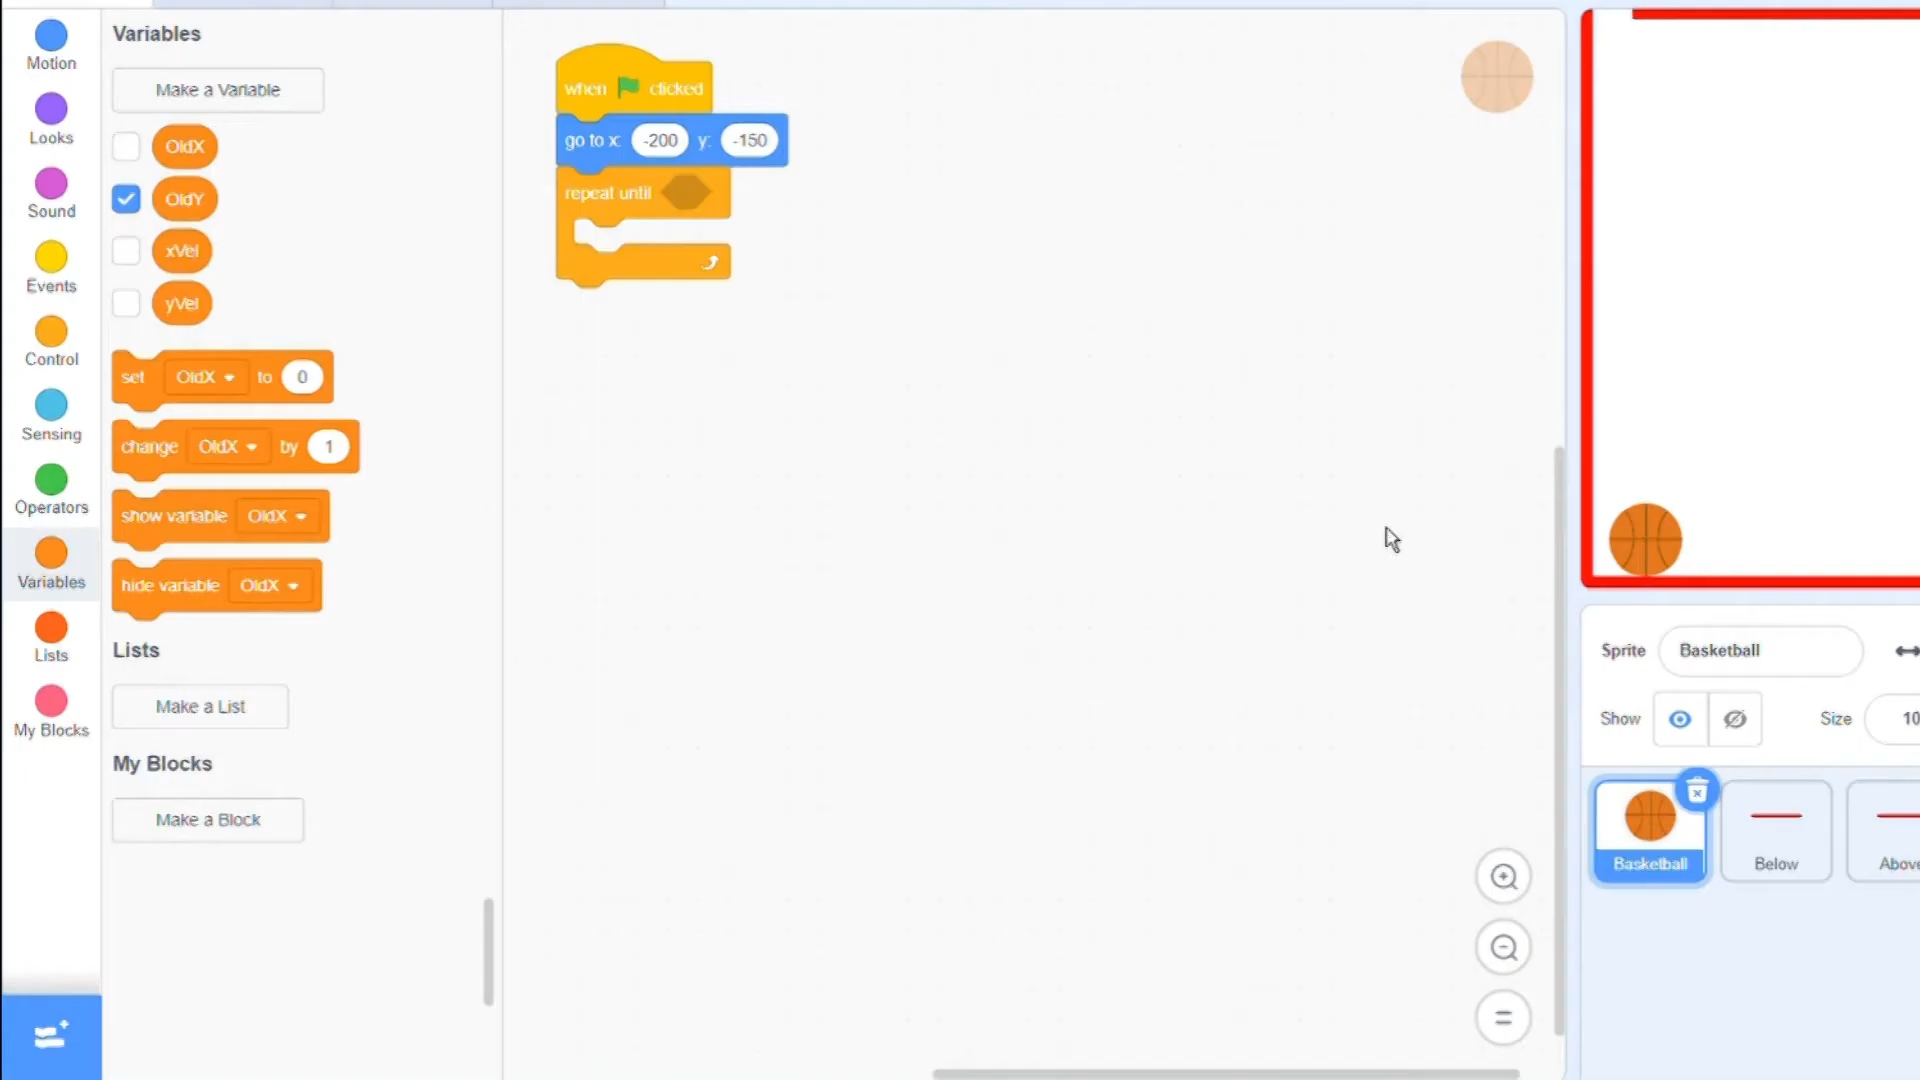 Motion
Looks
Sound
Events
Control
Sensing
Operators
Variables
Lists
My Blocks
Variables
Make a Variable
OldX
OldY
xVel
yVel
set OldX to 0
change OldX by 1
show variable OldX
hide variable OldX
Lists
Make a List
My Blocks
Make a Block
when clicked
go to x: -200 y: -150
repeat until
Sprite Basketball
Show Size 10
Basketball
Below
Above